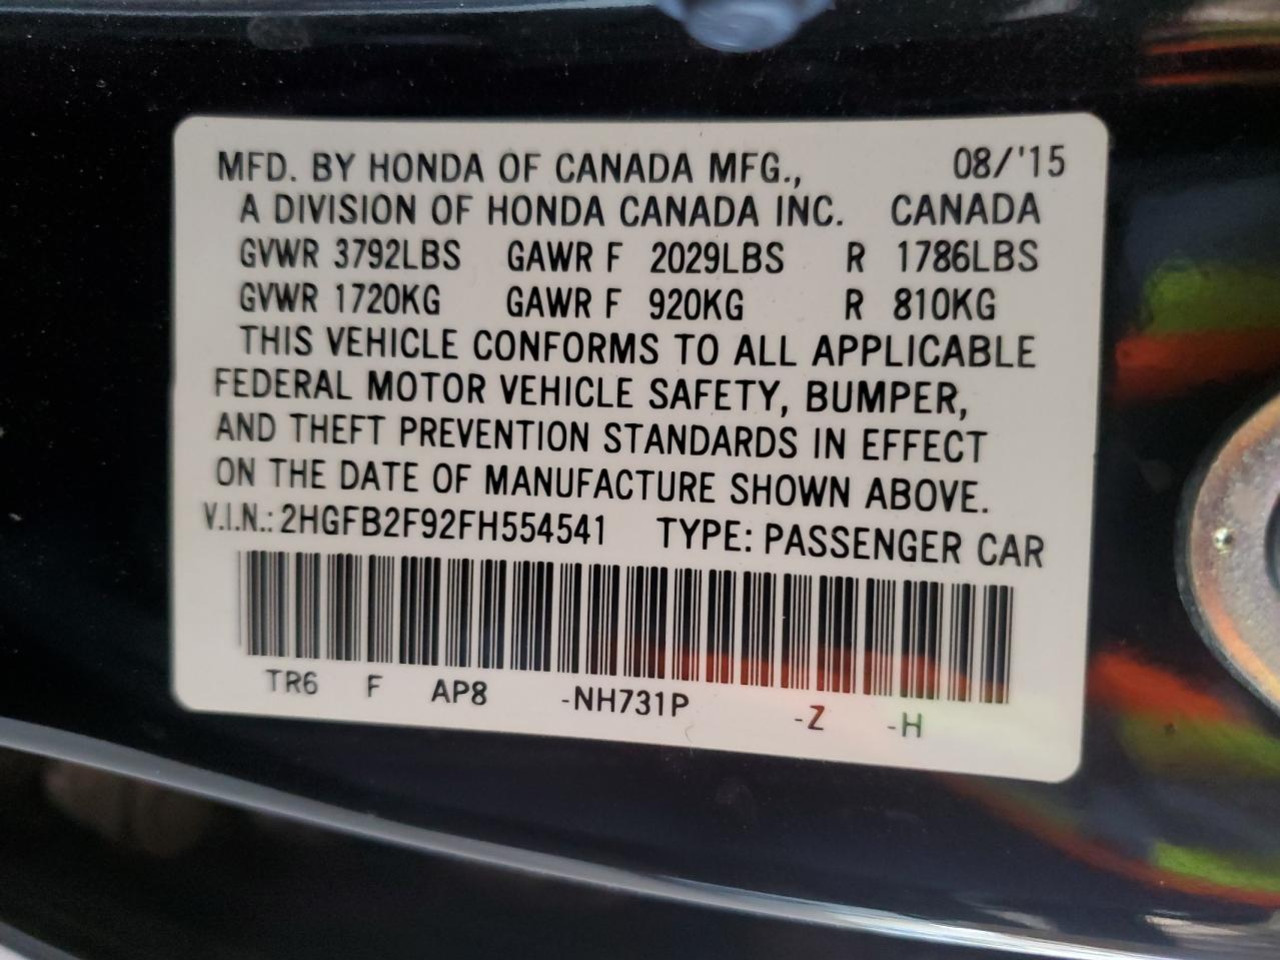 MFD. BY HONDA OF CANADA MFG., 08/'15
A DIVISION OF HONDA CANADA INC. CANADA
GVWR 3792LBS GAWR F 2029LBS R 1786LBS
GVWR 1720KG GAWR F 920KG R 810KG
THIS VEHICLE CONFORMS TO ALL APPLICABLE
FEDERAL MOTOR VEHICLE SAFETY, BUMPER,
AND THEFT PREVENTION STANDARDS IN EFFECT
ON THE DATE OF MANUFACTURE SHOWN ABOVE.
V.I.N.: 2HGFB2F92FH554541 TYPE: PASSENGER CAR
TR6 F AP8 -NH731P -Z -H